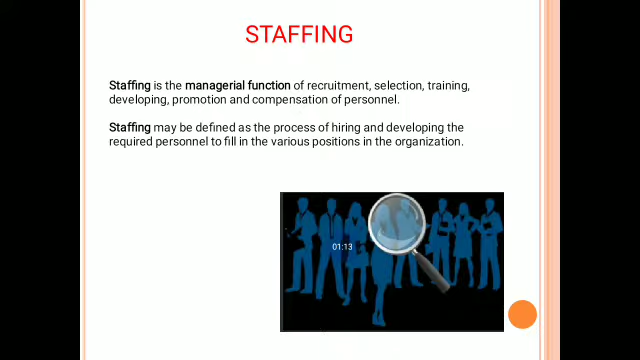 STAFFING
Staffing is the managerial function of recruitment, selection, training,
developing, promotion and compensation of personnel.
Staffing may be defined as the process of hiring and developing the
required personnel to fill in the various positions in the organization.
01:13